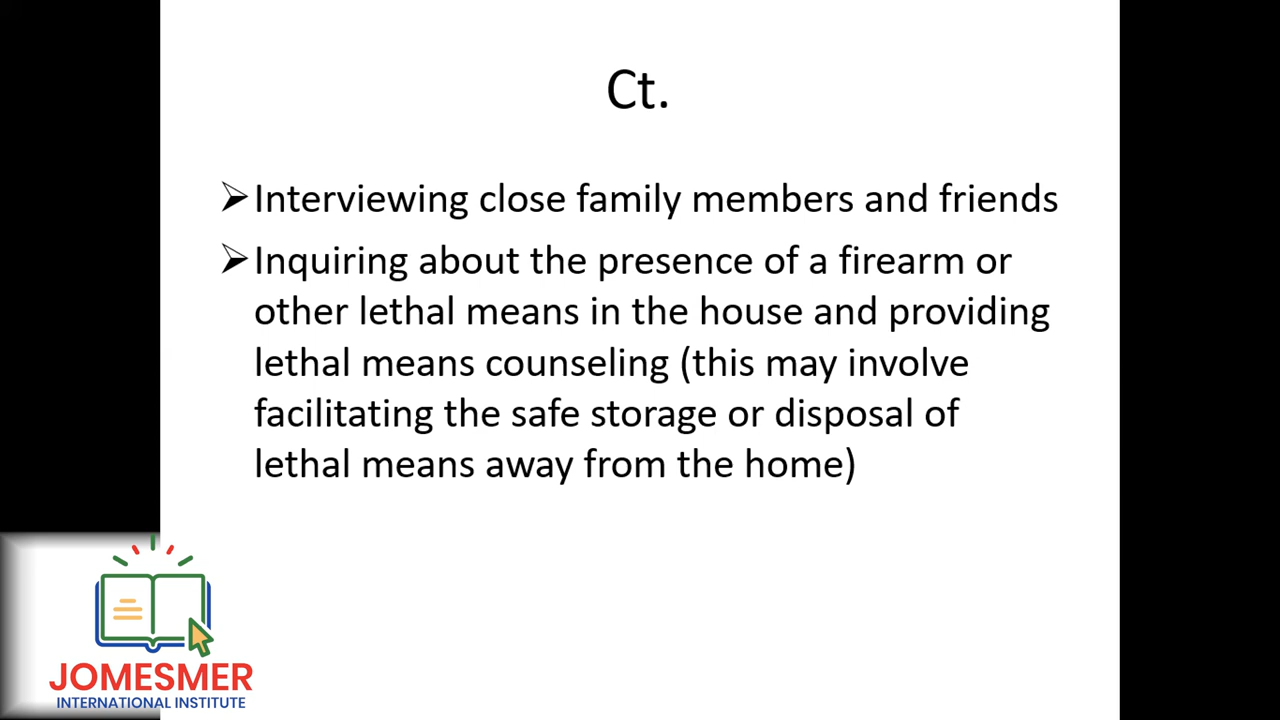 Ct.
➢Interviewing close family members and friends
➢Inquiring about the presence of a firearm or
other lethal means in the house and providing
lethal means counseling (this may involve
facilitating the safe storage or disposal of
lethal means away from the home)
JOMESMER
INTERNATIONAL INSTITUTE